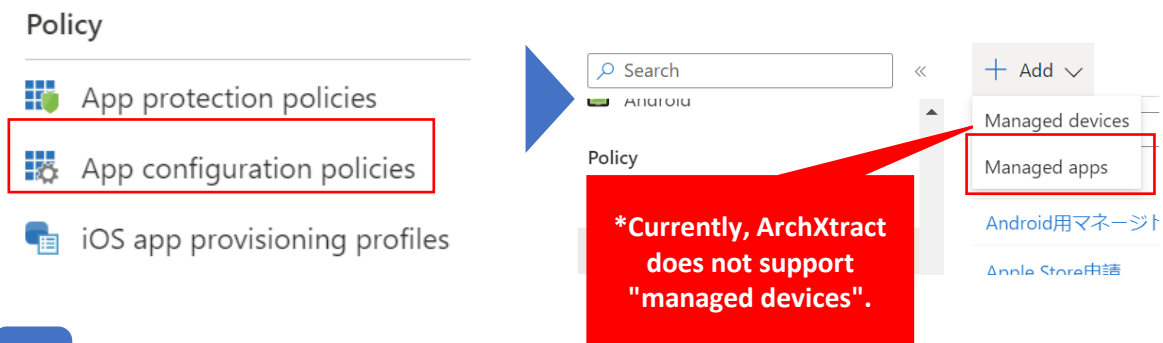 Policy
App protection policies
App configuration policies
iOS app provisioning profiles
Search
Android
Policy
*Currently, ArchXtract
does not support
"managed devices".
«
+ Add
Managed devices
Managed apps
Android用マネージド
Apple Store申請